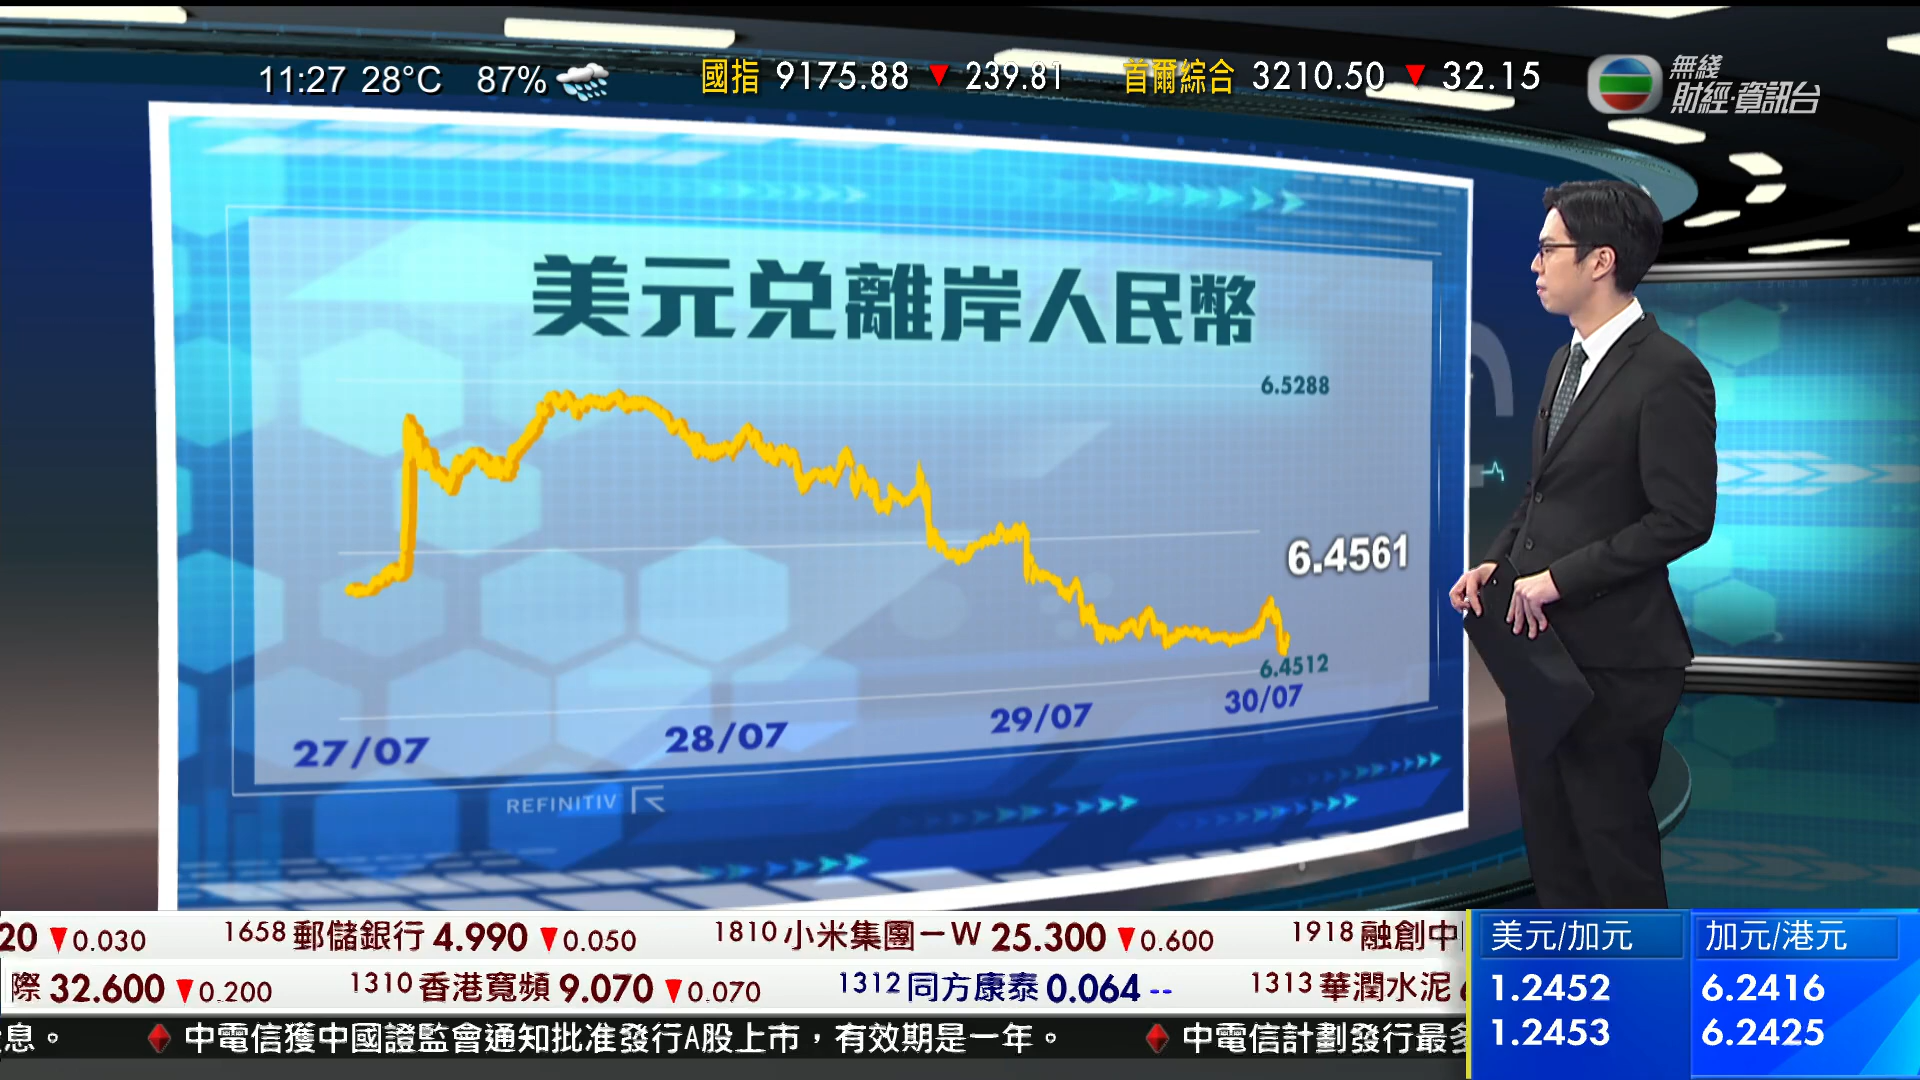 11:27 28°C 87% 國指 9175.88 ▼ 239.81 首爾綜合 3210.50 ▼ 32.15
無綫
財經·資訊台
美元兑離岸人民幣
6.5288
6.4561
6.4512
27/07 28/07 29/07 30/07
REFINITIV
20 ▼0.030 1658 郵儲銀行 4.990 ▼0.050 1810 小米集團－W 25.300 ▼0.600 1918 融創中
際 32.600 ▼0.200 1310 香港寬頻 9.070 ▼0.070 1312 同方康泰 0.064 -- 1313 華潤水泥
息。 ♦ 中電信獲中國證監會通知批准發行A股上市，有效期是一年。 ♦ 中電信計劃發行最多
美元/加元
1.2452
1.2453
加元/港元
6.2416
6.2425